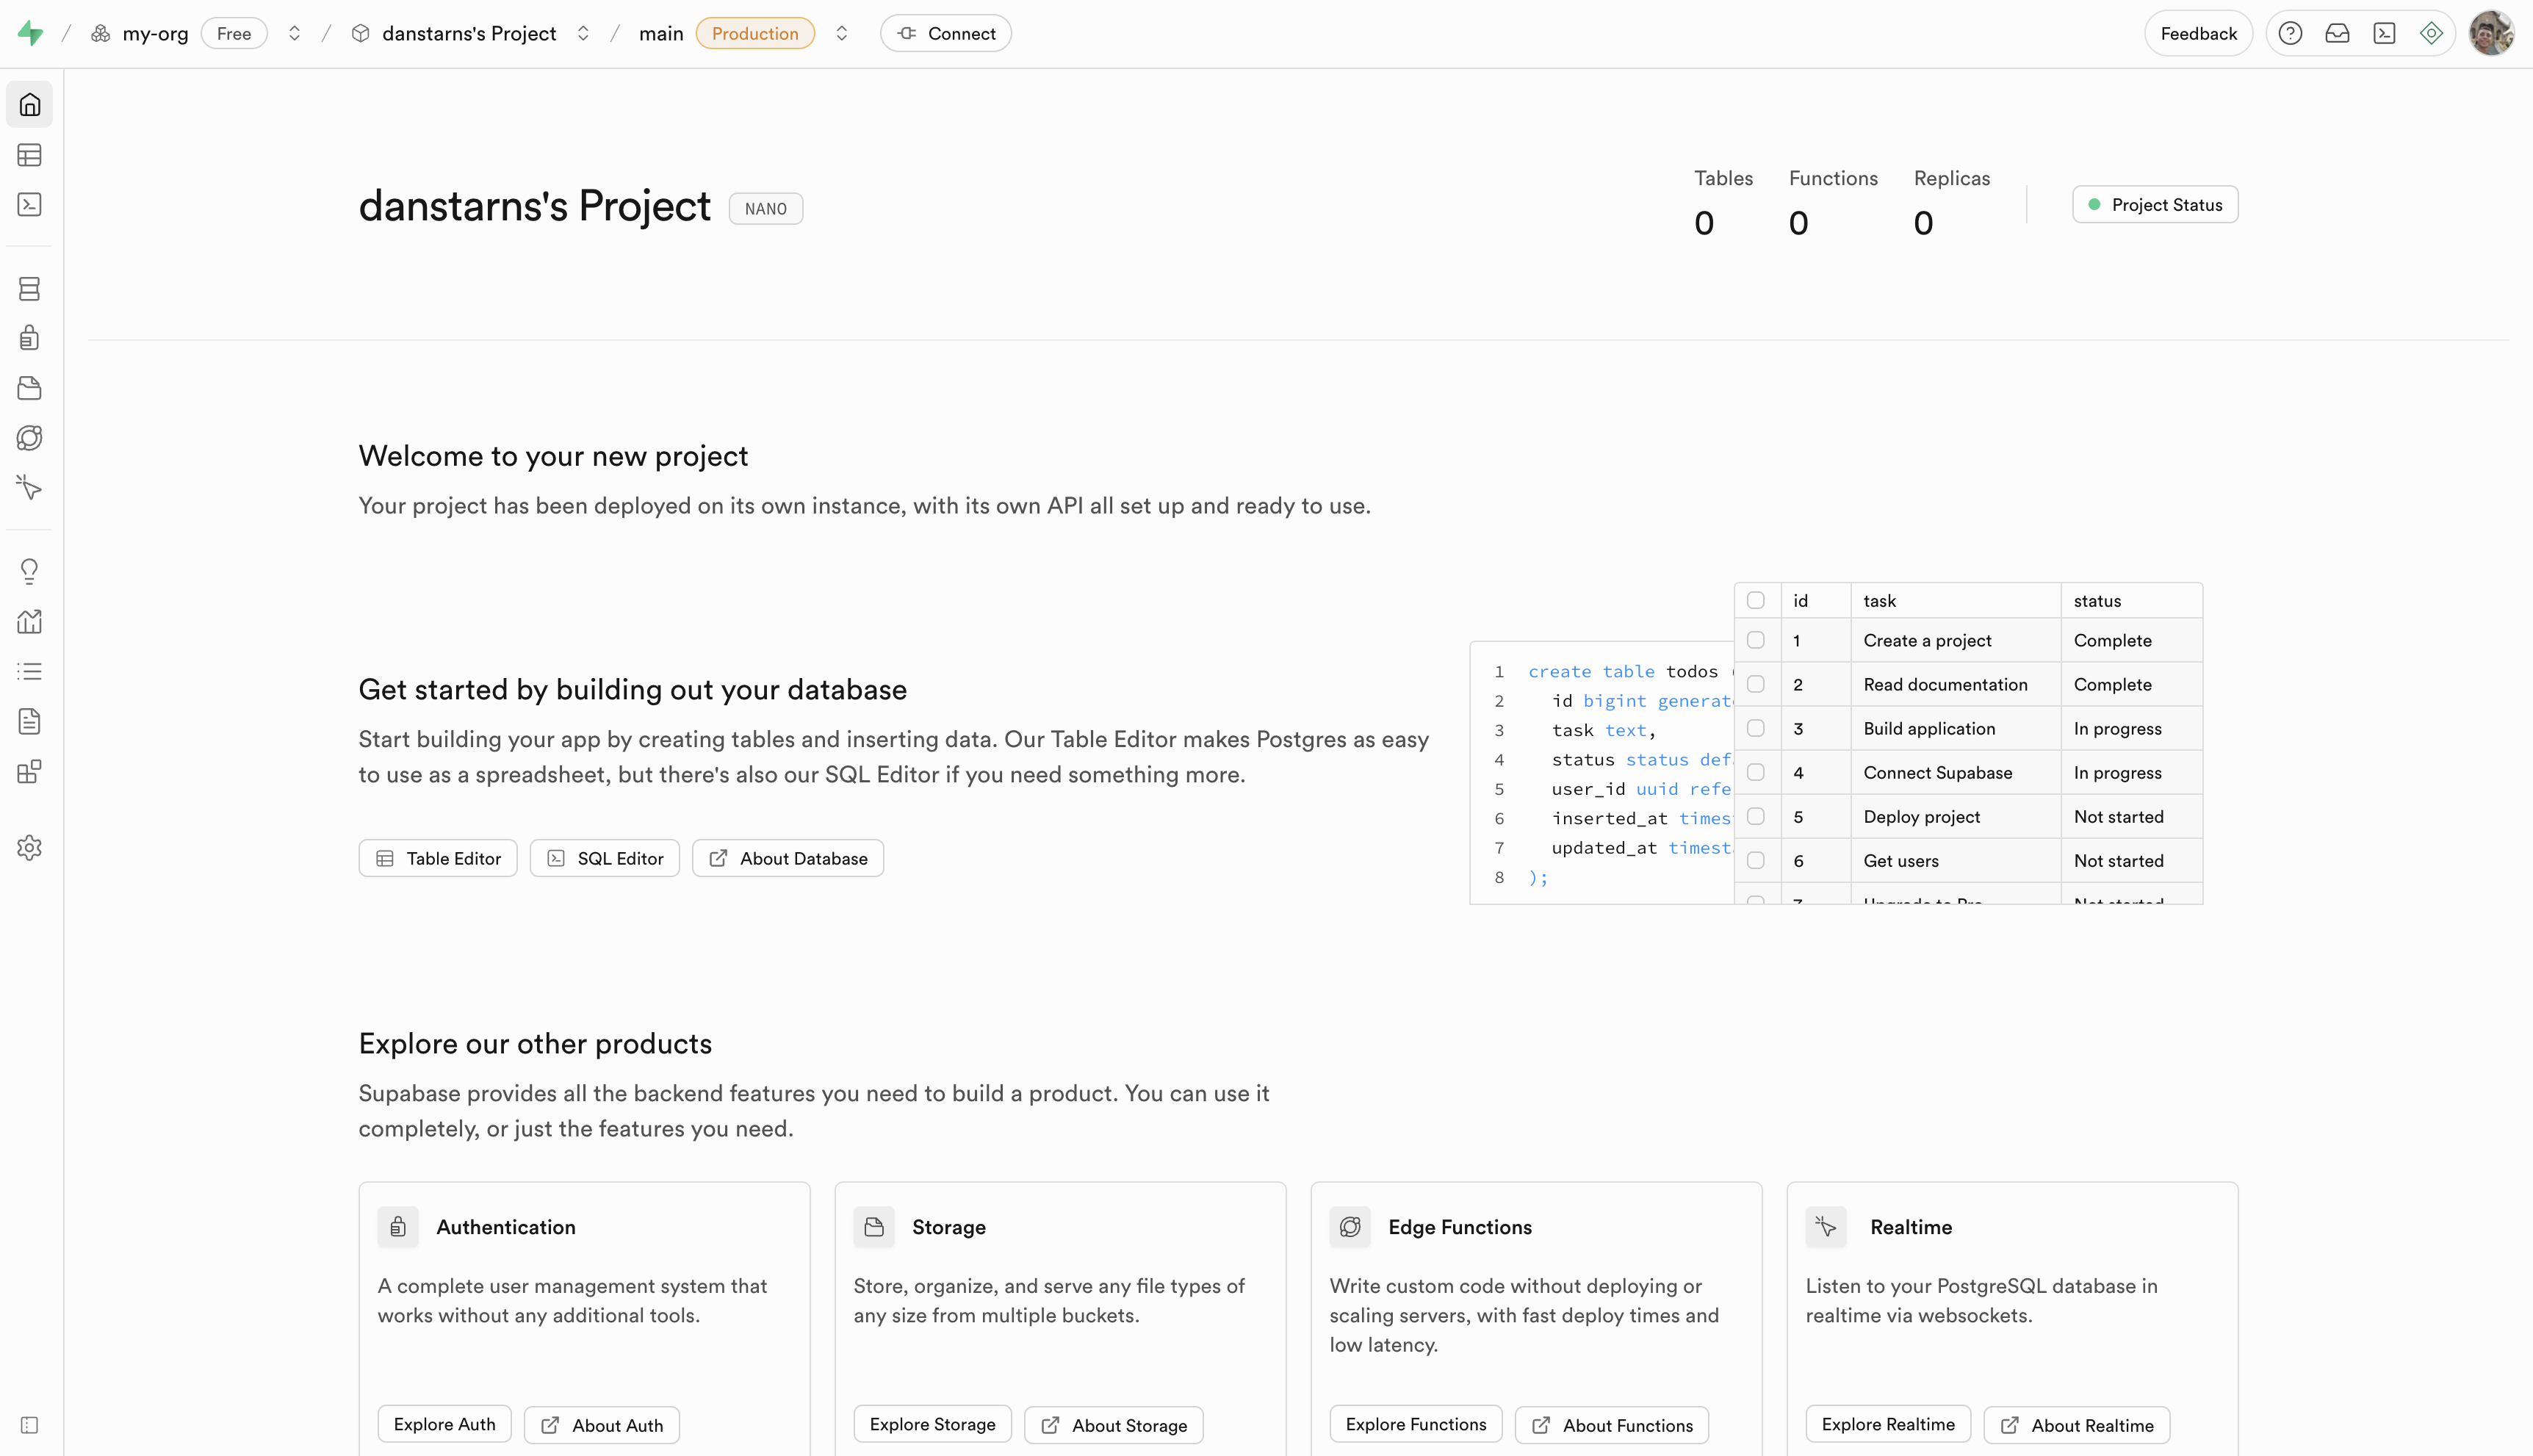 my-org Free
danstarns's Project
main Production
Connect
Feedback
danstarns's Project NANO
Tables Functions Replicas
0 0 0
Project Status
Welcome to your new project
Your project has been deployed on its own instance, with its own API all set up and ready to use.
Get started by building out your database
Start building your app by creating tables and inserting data. Our Table Editor makes Postgres as easy
to use as a spreadsheet, but there's also our SQL Editor if you need something more.
Table Editor
SQL Editor
About Database
1 create table todos
2 id bigint generat
3 task text,
4 status status def
5 user_id uuid refe
6 inserted_at times
7 updated_at timest
8 );
id task status
1 Create a project Complete
2 Read documentation Complete
3 Build application In progress
4 Connect Supabase In progress
5 Deploy project Not started
6 Get users Not started
7 Upgrade to Pro Not started
Explore our other products
Supabase provides all the backend features you need to build a product. You can use it
completely, or just the features you need.
Authentication
A complete user management system that
works without any additional tools.
Explore Auth
About Auth
Storage
Store, organize, and serve any file types of
any size from multiple buckets.
Explore Storage
About Storage
Edge Functions
Write custom code without deploying or
scaling servers, with fast deploy times and
low latency.
Explore Functions
About Functions
Realtime
Listen to your PostgreSQL database in
realtime via websockets.
Explore Realtime
About Realtime